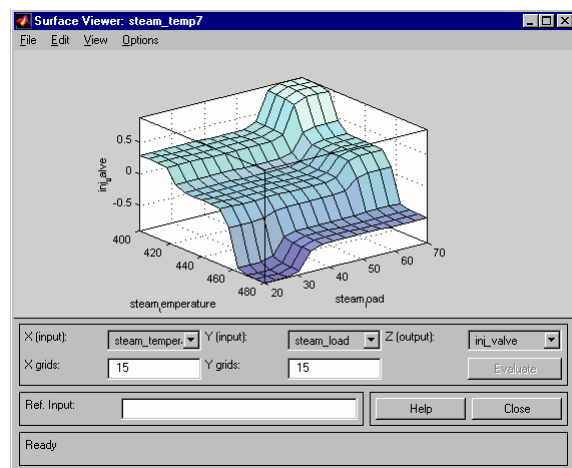 Surface Viewer: steam_temp7
File Edit View Options
0.5
0
-0.5
inj_valve
400
420
440
460
480
20
30
40
50
60
70
steam_temperature
steam_load
X (input): steam_temper. Y (input): steam_load Z (output): inj_valve
X grids: 15 Y grids: 15 Evaluate
Ref. Input: Help Close
Ready